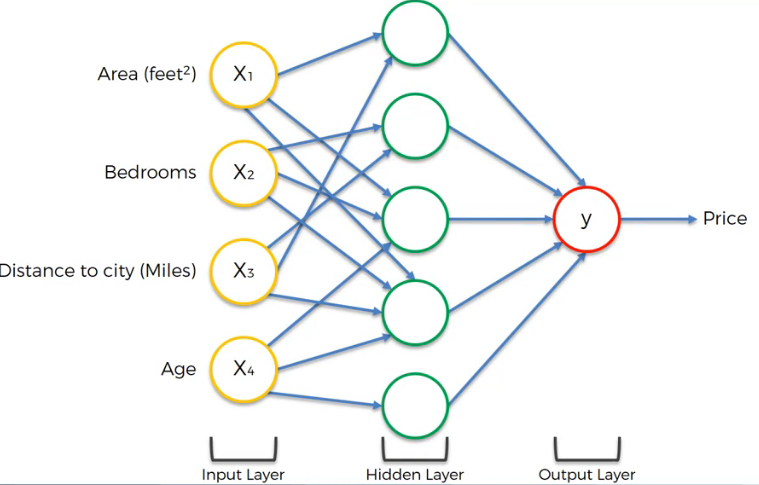 Area (feet²)
X₁
Bedrooms
X₂
Distance to city (Miles)
X₃
Age
X₄
y
Price
Input Layer
Hidden Layer
Output Layer